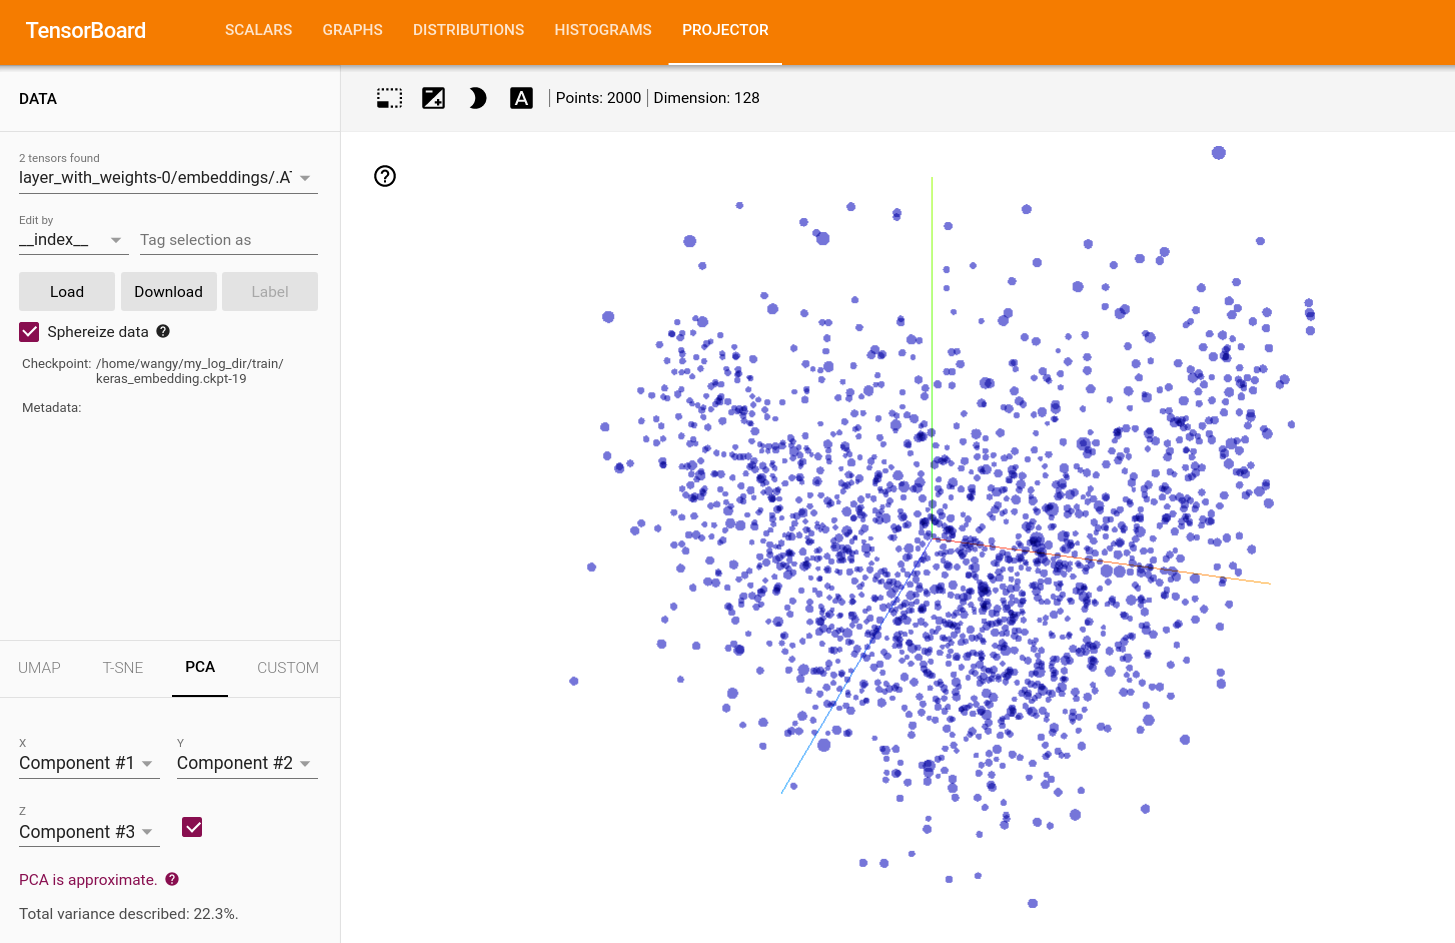 TensorBoard
SCALARS GRAPHS DISTRIBUTIONS HISTOGRAMS PROJECTOR
DATA
A Points: 2000 Dimension: 128
2 tensors found
layer_with_weights-0/embeddings/.A
Edit by
__index__ Tag selection as
Load Download Label
Sphereize data
Checkpoint: /home/wangy/my_log_dir/train/
keras_embedding.ckpt-19
Metadata:
UMAP T-SNE PCA CUSTOM
X Y
Component #1 Component #2
Z
Component #3
PCA is approximate.
Total variance described: 22.3%.